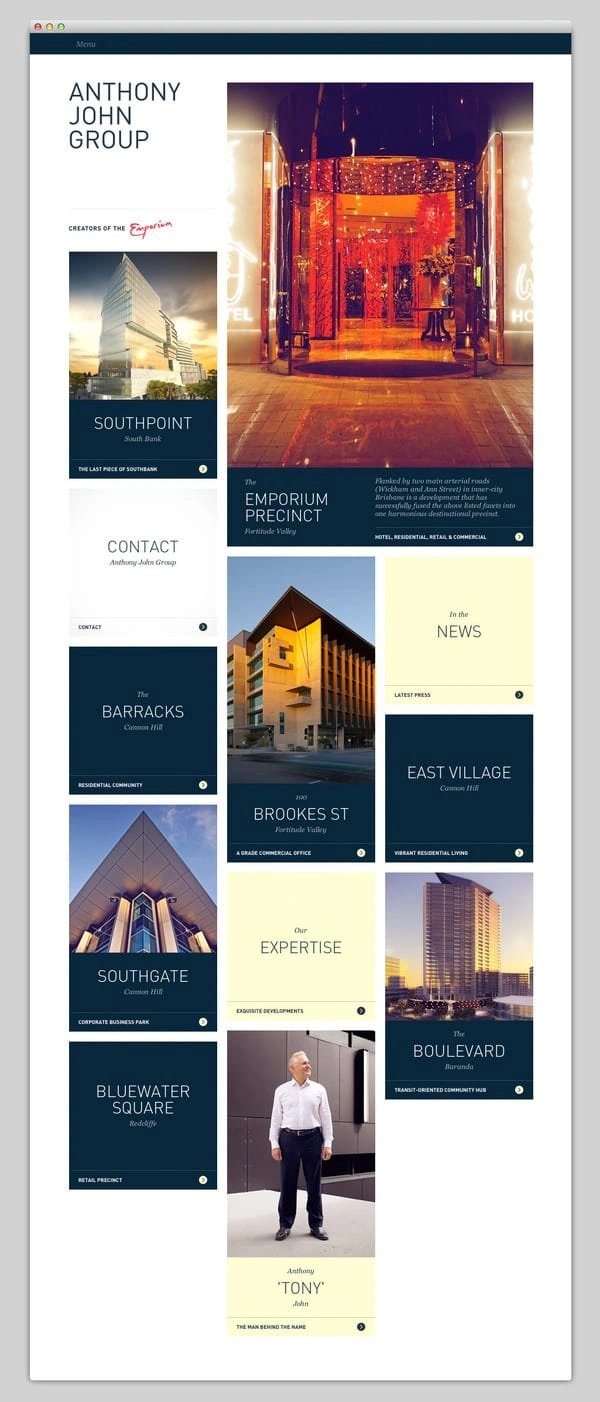 Menu
ANTHONY
JOHN
GROUP
CREATORS OF THE Emporium
SOUTHPOINT
South Bank
THE LAST PIECE OF SOUTHBANK
The
EMPORIUM
PRECINCT
Fortitude Valley
Flanked by two main arterial roads
(Wickham and Ann Street) in inner-city
Brisbane is a development that has
successfully fused the above listed facets into
one harmonious destinational precinct.
HOTEL, RESIDENTIAL, RETAIL & COMMERCIAL
CONTACT
Anthony John Group
CONTACT
100
BROOKES ST
Fortitude Valley
A GRADE COMMERCIAL OFFICE
In the
NEWS
LATEST PRESS
The
BARRACKS
Cannon Hill
RESIDENTIAL COMMUNITY
EAST VILLAGE
Cannon Hill
VIBRANT RESIDENTIAL LIVING
SOUTHGATE
Cannon Hill
CORPORATE BUSINESS PARK
Our
EXPERTISE
EXQUISITE DEVELOPMENTS
The
BOULEVARD
Buranda
TRANSIT-ORIENTED COMMUNITY HUB
BLUEWATER
SQUARE
Redcliffe
RETAIL PRECINCT
Anthony
'TONY'
John
THE MAN BEHIND THE NAME